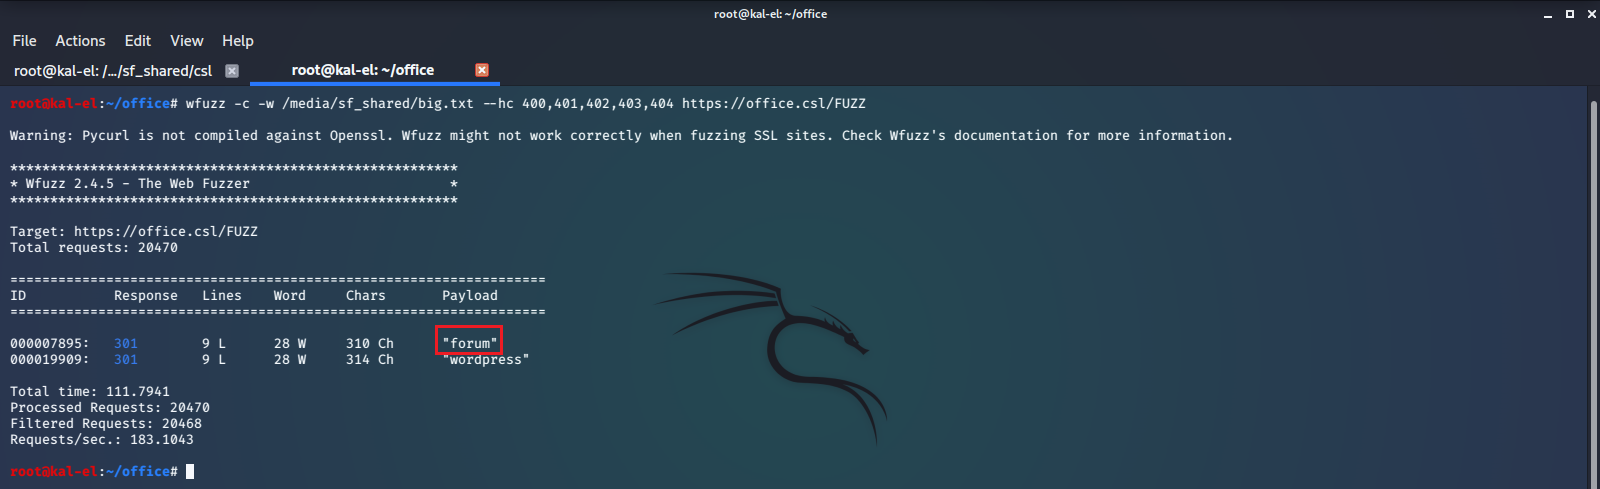 root@kal-el: ~/office
File Actions Edit View Help
root@kal-el: /.../sf_shared/csl root@kal-el: ~/office
root@kal-el:~/office# wfuzz -c -w /media/sf_shared/big.txt --hc 400,401,402,403,404 https://office.csl/FUZZ
Warning: Pycurl is not compiled against Openssl. Wfuzz might not work correctly when fuzzing SSL sites. Check Wfuzz's documentation for more information.
********************************************************
* Wfuzz 2.4.5 - The Web Fuzzer                         *
********************************************************
Target: https://office.csl/FUZZ
Total requests: 20470
===================================================================
ID           Response   Lines    Word     Chars       Payload
===================================================================
000007895:   301        9 L      28 W     310 Ch      "forum"
000019909:   301        9 L      28 W     314 Ch      "wordpress"
Total time: 111.7941
Processed Requests: 20470
Filtered Requests: 20468
Requests/sec.: 183.1043
root@kal-el:~/office#